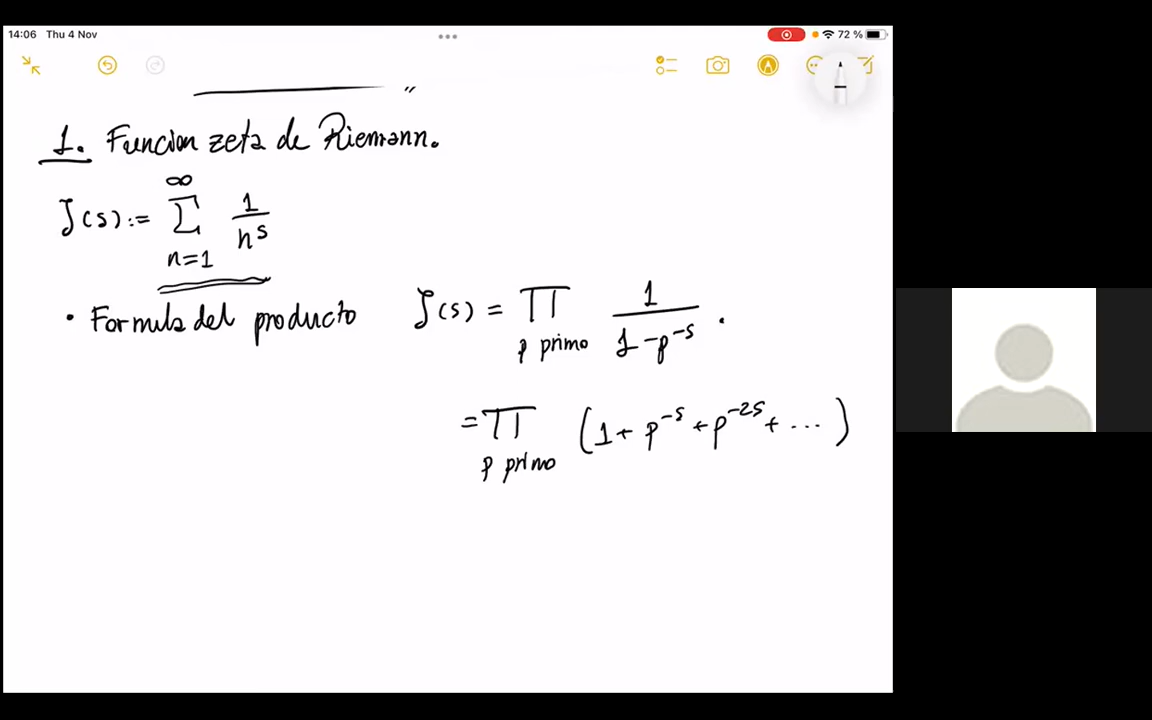 14:06 Thu 4 Nov 72 %
1. Funcion zeta de Riemann.
ζ(s) := ∑_{n=1}^{∞} 1/n^s
• Formula del producto ζ(s) = ∏_{p primo} 1/(1-p^{-s}) .
= ∏_{p primo} (1 + p^{-s} + p^{-2s} + ... )